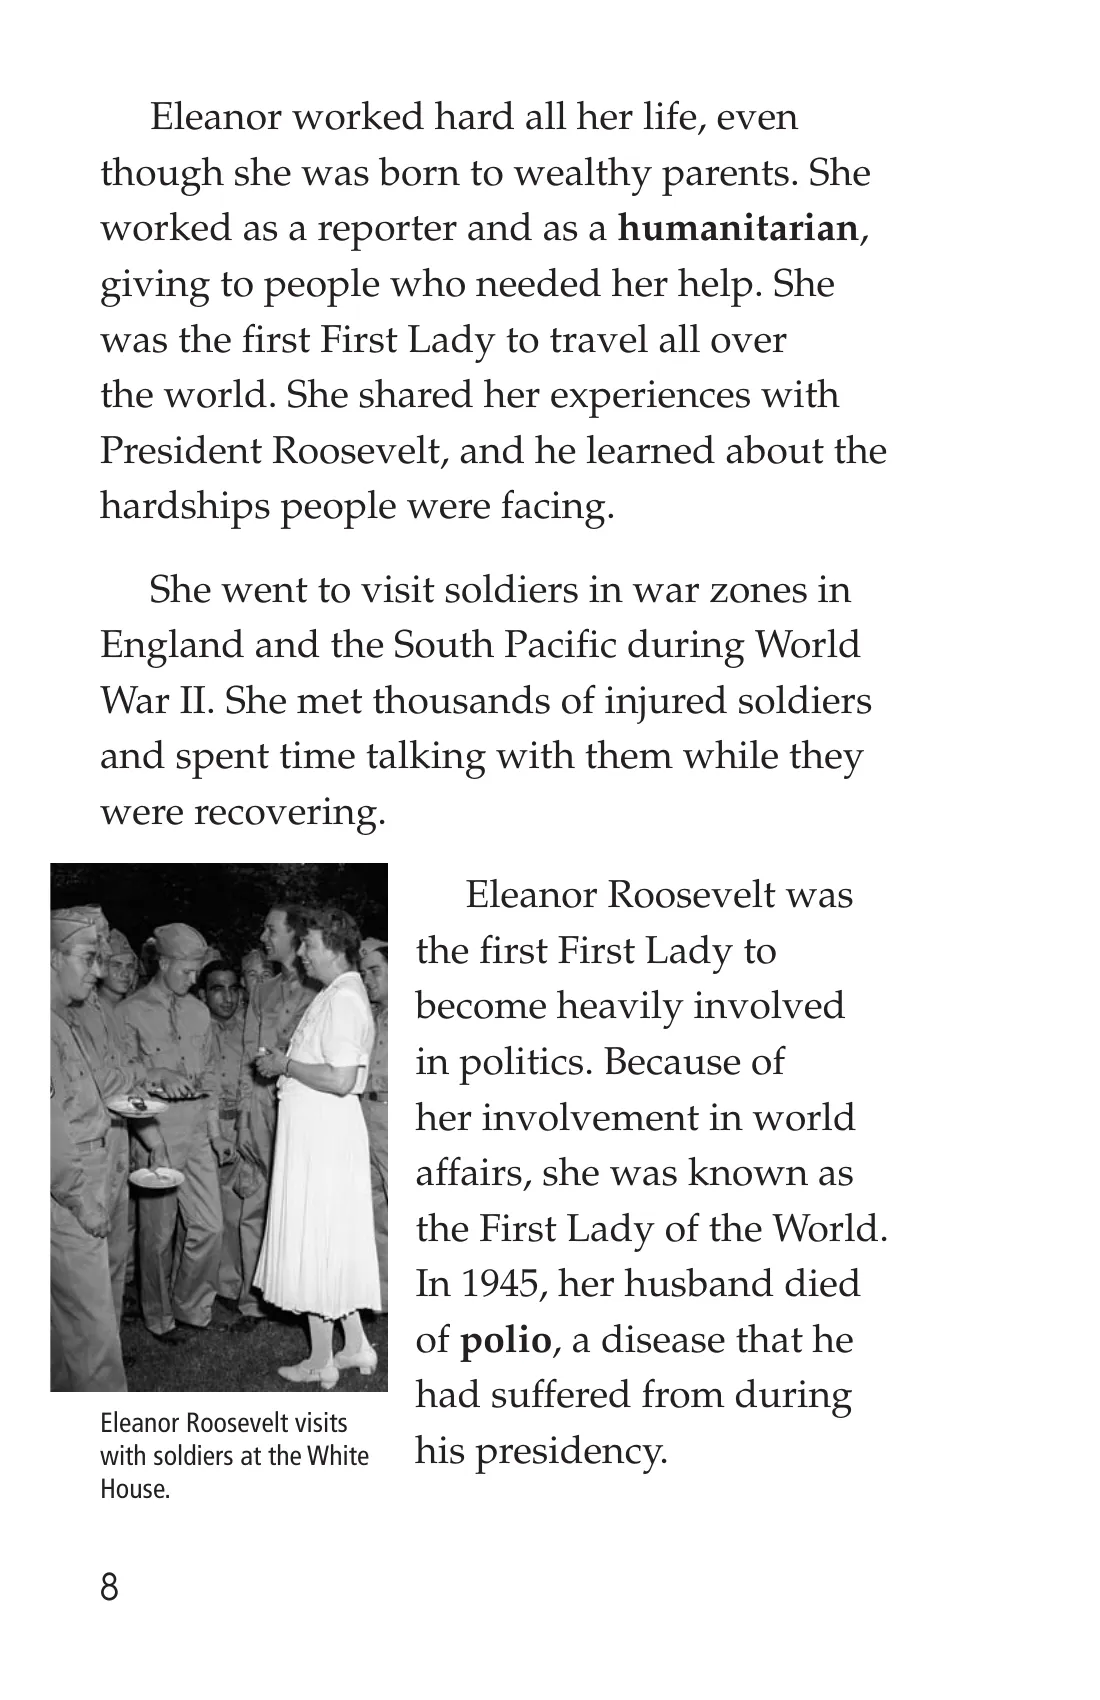 Eleanor worked hard all her life, even
though she was born to wealthy parents. She
worked as a reporter and as a humanitarian,
giving to people who needed her help. She
was the first First Lady to travel all over
the world. She shared her experiences with
President Roosevelt, and he learned about the
hardships people were facing.
She went to visit soldiers in war zones in
England and the South Pacific during World
War II. She met thousands of injured soldiers
and spent time talking with them while they
were recovering.
Eleanor Roosevelt was
the first First Lady to
become heavily involved
in politics. Because of
her involvement in world
affairs, she was known as
the First Lady of the World.
In 1945, her husband died
of polio, a disease that he
had suffered from during
his presidency.
Eleanor Roosevelt visits
with soldiers at the White
House.
8